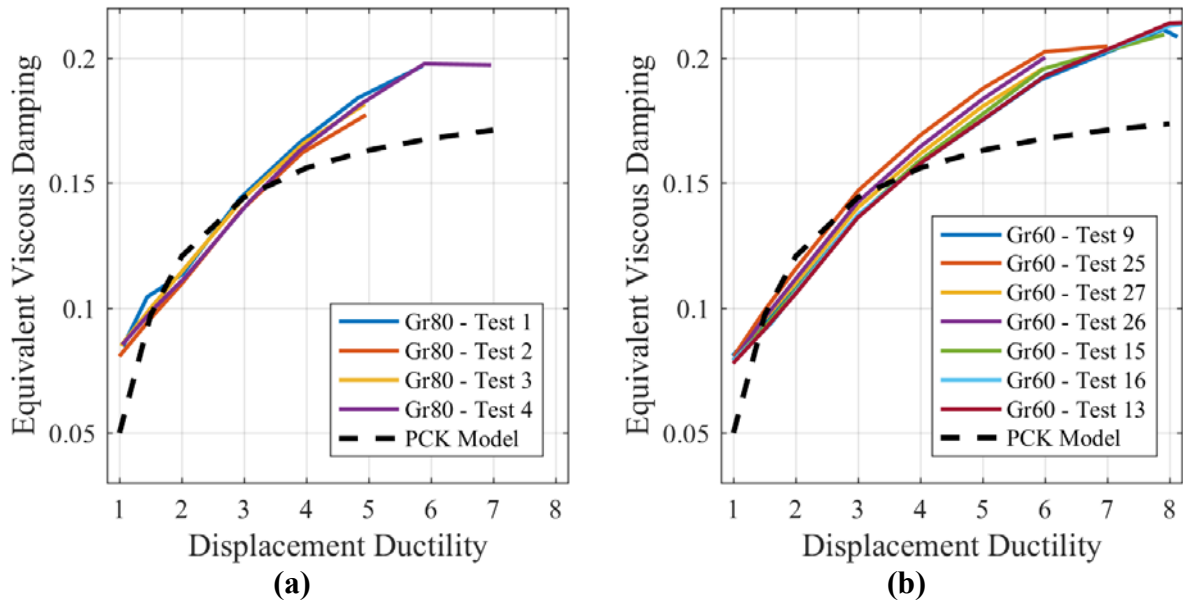 Equivalent Viscous Damping
0.2
0.15
0.1
0.05
Gr80 - Test 1
Gr80 - Test 2
Gr80 - Test 3
Gr80 - Test 4
PCK Model
1 2 3 4 5 6 7 8
Displacement Ductility
(a)
Equivalent Viscous Damping
0.2
0.15
0.1
0.05
Gr60 - Test 9
Gr60 - Test 25
Gr60 - Test 27
Gr60 - Test 26
Gr60 - Test 15
Gr60 - Test 16
Gr60 - Test 13
PCK Model
1 2 3 4 5 6 7 8
Displacement Ductility
(b)